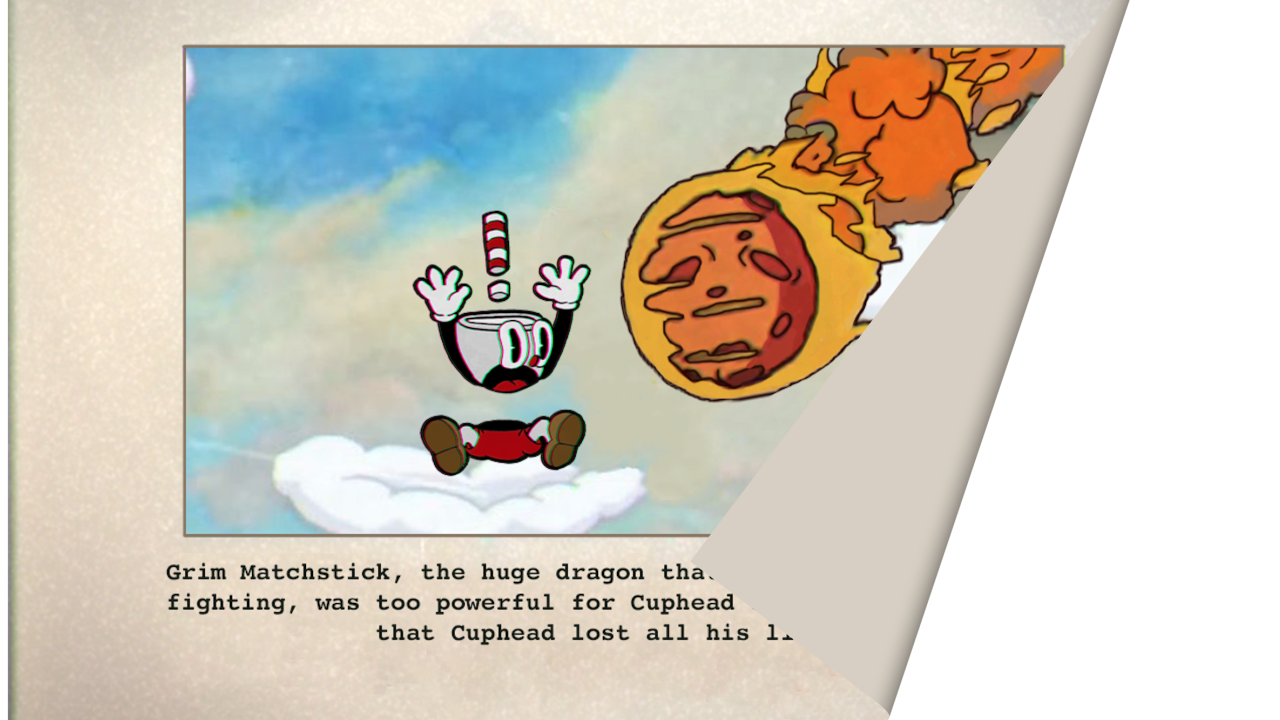 Grim Matchstick, the huge dragon
fighting, was too powerful for Cuphead
that Cuphead lost all his